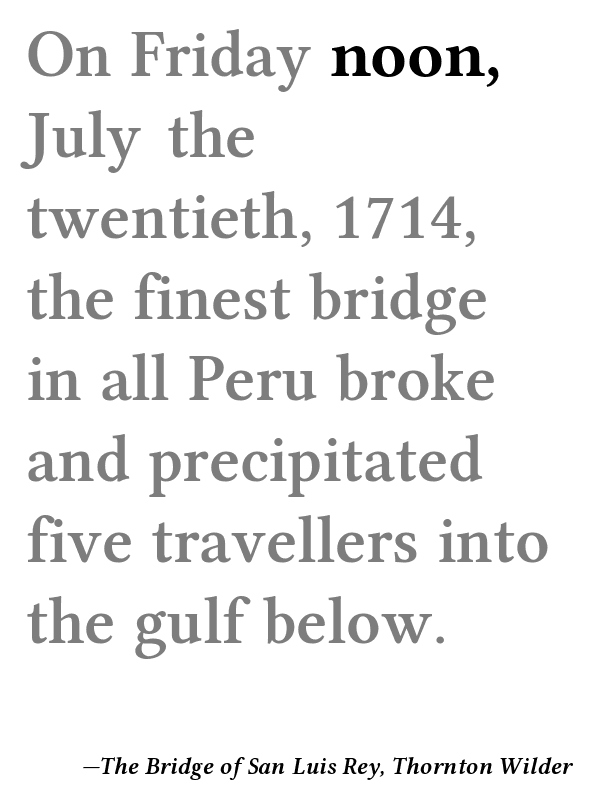 On Friday noon,
July the
twentieth, 1714,
the finest bridge
in all Peru broke
and precipitated
five travellers into
the gulf below.
—The Bridge of San Luis Rey, Thornton Wilder